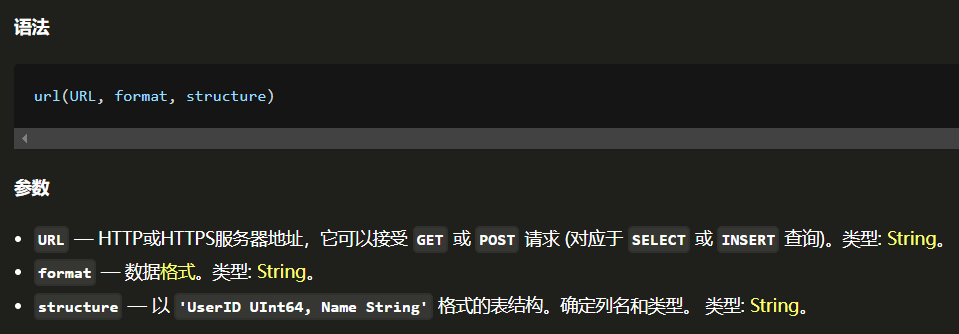 语法
url(URL, format, structure)
参数
• URL — HTTP或HTTPS服务器地址，它可以接受 GET 或 POST 请求 (对应于 SELECT 或 INSERT 查询)。类型: String。
• format — 数据格式。类型: String。
• structure — 以 'UserID UInt64, Name String' 格式的表结构。确定列名和类型。 类型: String。